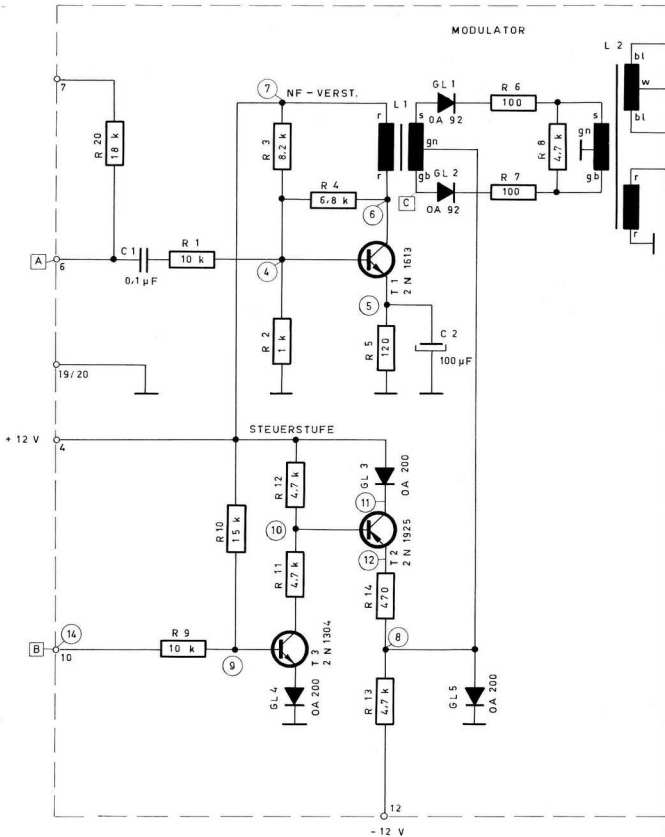 MODULATOR
L 2
bl
w
bl
r
r
7
7
NF-VERST.
L 1
GL 1
OA 92
R 6
100
r
r
s
gn
gb
R 20
18 k
R 3
8,2 k
R 4
6,8 k
GL 2
OA 92
C
R 7
100
R 8
4,7 k
gn
s
gb
6
A
6
C 1
0,1 µF
R 1
10 k
4
T 1
2 N 1613
5
R 2
1 k
R 5
120
C 2
100 µF
19/20
+ 12 V
4
STEUERSTUFE
R 12
4,7 k
GL 3
OA 200
11
R 10
15 k
10
T 2
2 N 1925
12
R 11
4,7 k
R 14
470
B
14
10
R 9
10 k
9
T 3
2 N 1304
8
GL 4
OA 200
R 13
4,7 k
GL 5
OA 200
12
- 12 V